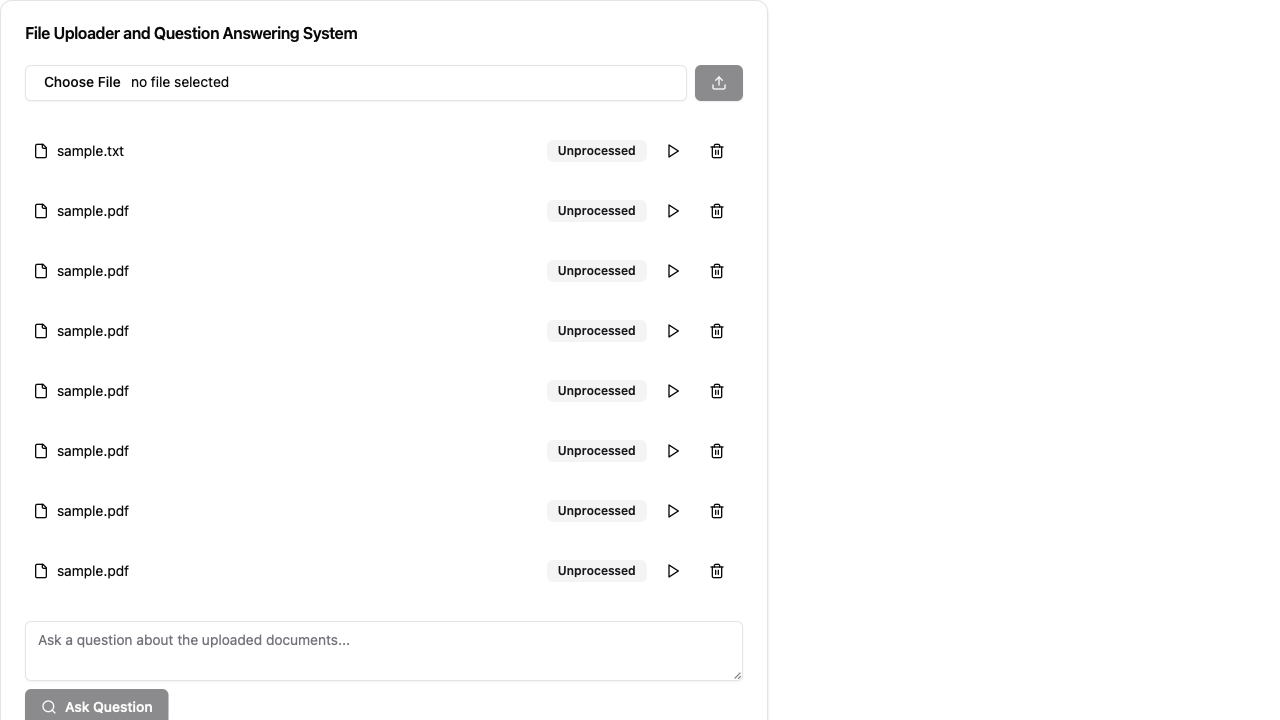 File Uploader and Question Answering System
Choose File no file selected
sample.txt Unprocessed
sample.pdf Unprocessed
sample.pdf Unprocessed
sample.pdf Unprocessed
sample.pdf Unprocessed
sample.pdf Unprocessed
sample.pdf Unprocessed
sample.pdf Unprocessed
Ask a question about the uploaded documents...
Ask Question